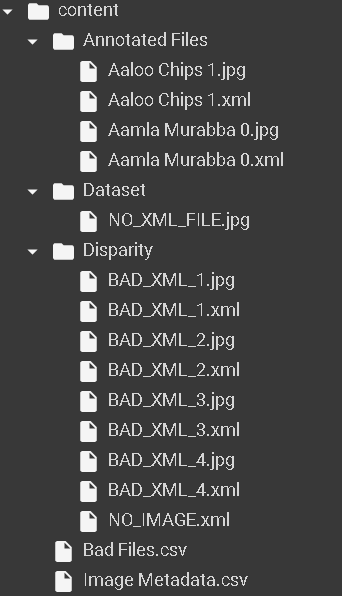 content
Annotated Files
Aaloo Chips 1.jpg
Aaloo Chips 1.xml
Aamla Murabba 0.jpg
Aamla Murabba 0.xml
Dataset
NO_XML_FILE.jpg
Disparity
BAD_XML_1.jpg
BAD_XML_1.xml
BAD_XML_2.jpg
BAD_XML_2.xml
BAD_XML_3.jpg
BAD_XML_3.xml
BAD_XML_4.jpg
BAD_XML_4.xml
NO_IMAGE.xml
Bad Files.csv
Image Metadata.csv